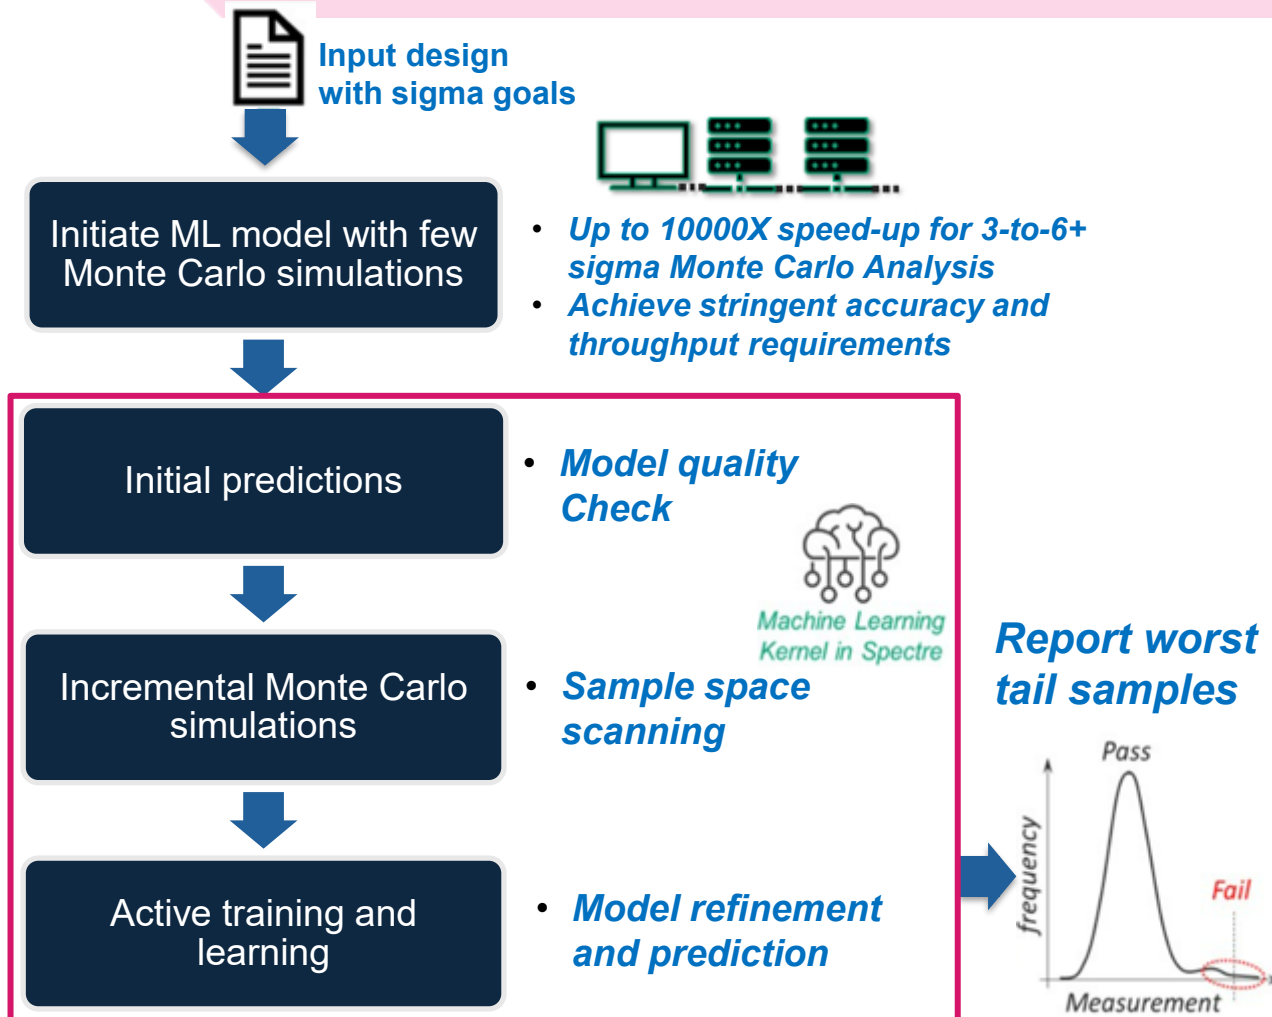 Input design
with sigma goals
Initiate ML model with few
Monte Carlo simulations
• Up to 10000X speed-up for 3-to-6+
sigma Monte Carlo Analysis
• Achieve stringent accuracy and
throughput requirements
Initial predictions
• Model quality
Check
Machine Learning
Kernel in Spectre
Incremental Monte Carlo
simulations
• Sample space
scanning
Active training and
learning
• Model refinement
and prediction
Report worst
tail samples
Pass
frequency
Fail
Measurement